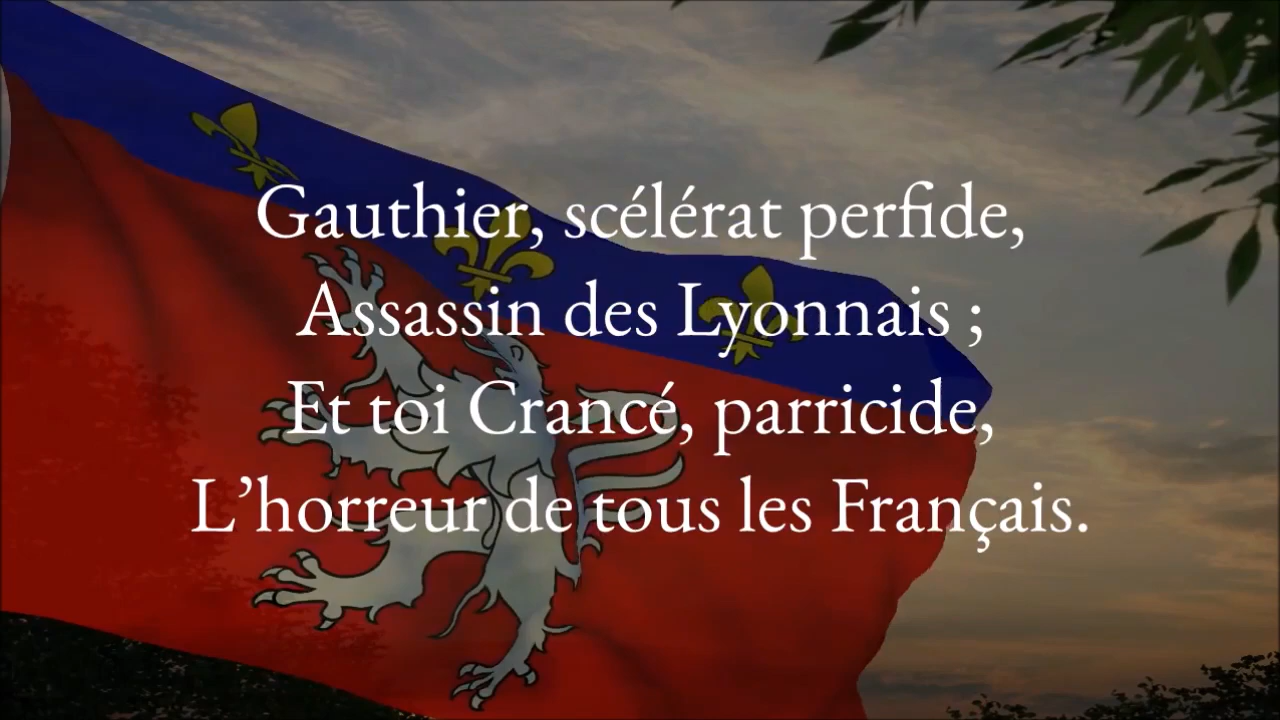 Gauthier, scélérat perfide,
Assassin des Lyonnais ;
Et toi Crancé, parricide,
L’horreur de tous les Français.